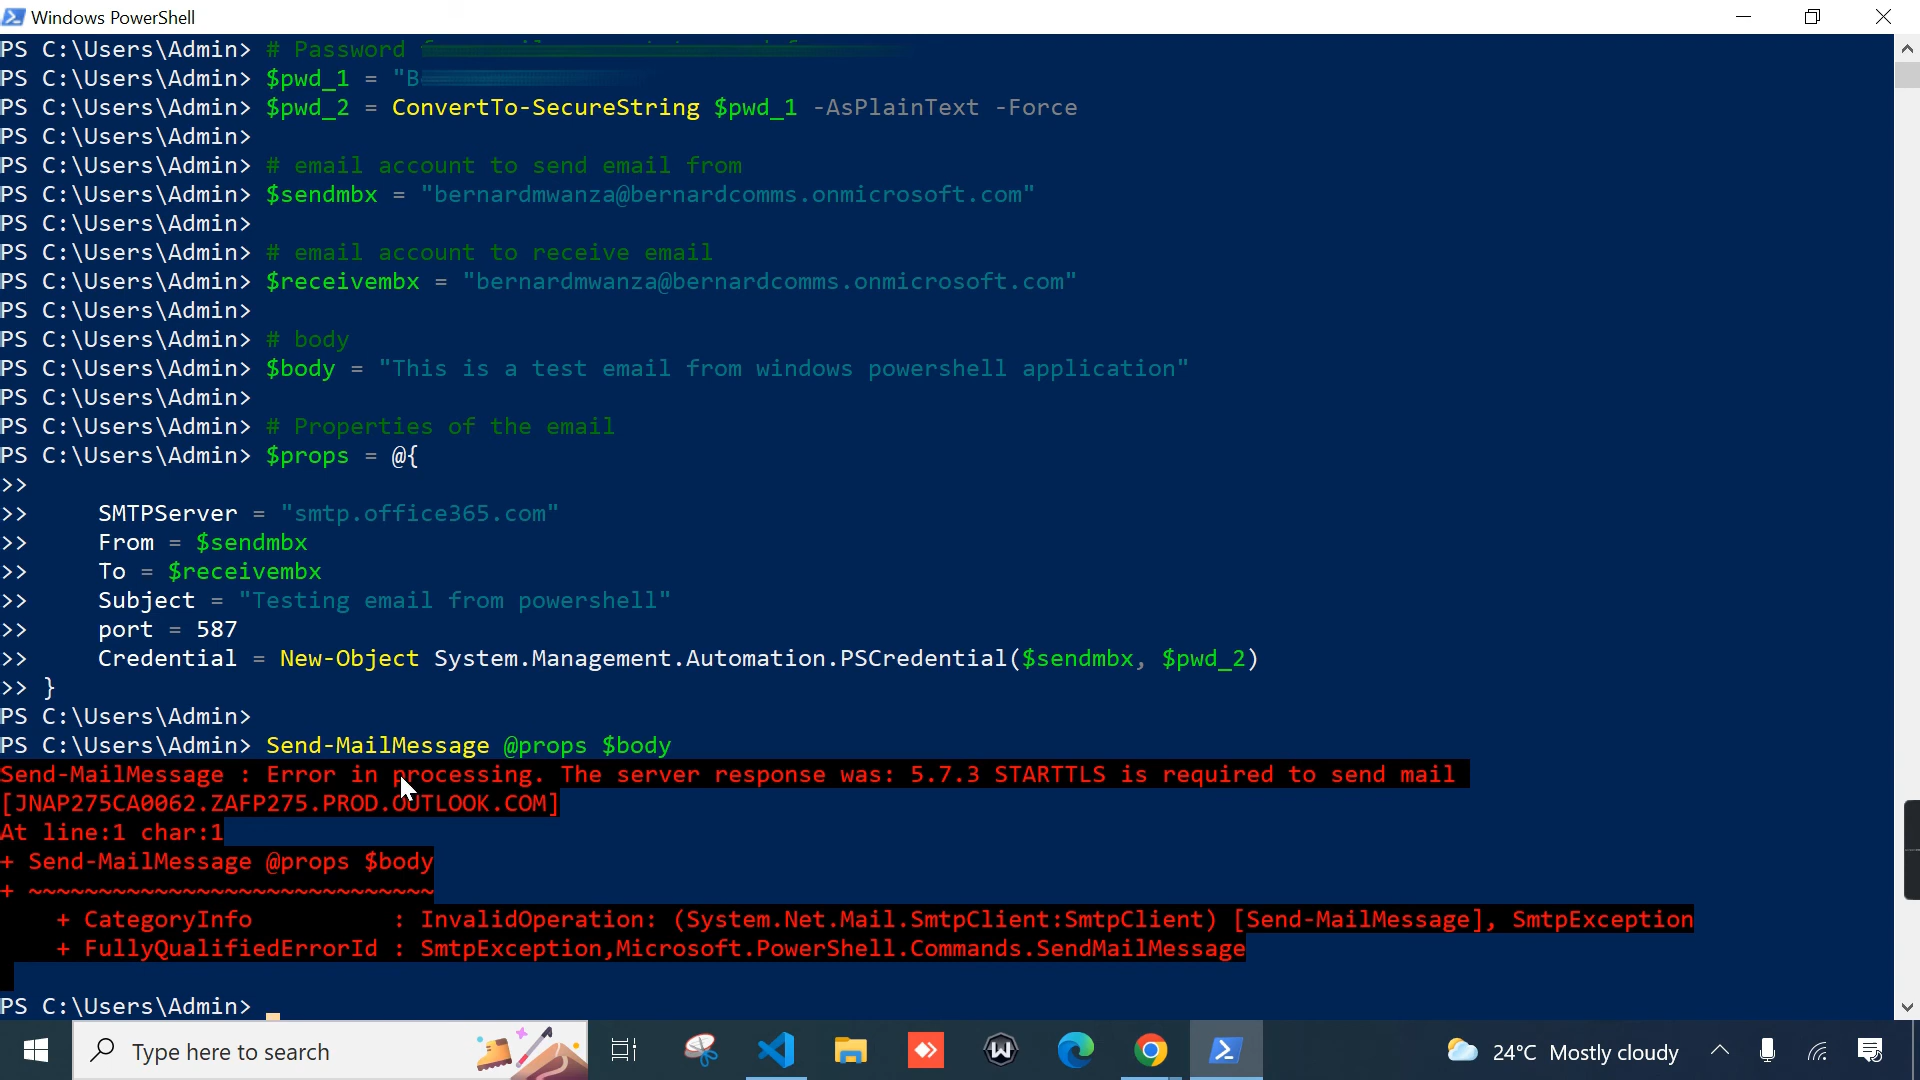 Windows PowerShell
PS C:\Users\Admin> # Password
PS C:\Users\Admin> $pwd_1 = "B
PS C:\Users\Admin> $pwd_2 = ConvertTo-SecureString $pwd_1 -AsPlainText -Force
PS C:\Users\Admin>
PS C:\Users\Admin> # email account to send email from
PS C:\Users\Admin> $sendmbx = "bernardmwanza@bernardcomms.onmicrosoft.com"
PS C:\Users\Admin>
PS C:\Users\Admin> # email account to receive email
PS C:\Users\Admin> $receivembx = "bernardmwanza@bernardcomms.onmicrosoft.com"
PS C:\Users\Admin>
PS C:\Users\Admin> # body
PS C:\Users\Admin> $body = "This is a test email from windows powershell application"
PS C:\Users\Admin>
PS C:\Users\Admin> # Properties of the email
PS C:\Users\Admin> $props = @{
>>
>>     SMTPServer = "smtp.office365.com"
>>     From = $sendmbx
>>     To = $receivembx
>>     Subject = "Testing email from powershell"
>>     port = 587
>>     Credential = New-Object System.Management.Automation.PSCredential($sendmbx, $pwd_2)
>> }
PS C:\Users\Admin>
PS C:\Users\Admin> Send-MailMessage @props $body
Send-MailMessage : Error in processing. The server response was: 5.7.3 STARTTLS is required to send mail
[JNAP275CA0062.ZAFP275.PROD.OUTLOOK.COM]
At line:1 char:1
+ Send-MailMessage @props $body
+ ~~~~~~~~~~~~~~~~~~~~~~~~~~~~~
    + CategoryInfo          : InvalidOperation: (System.Net.Mail.SmtpClient:SmtpClient) [Send-MailMessage], SmtpException
    + FullyQualifiedErrorId : SmtpException,Microsoft.PowerShell.Commands.SendMailMessage
PS C:\Users\Admin>
Type here to search
24°C Mostly cloudy